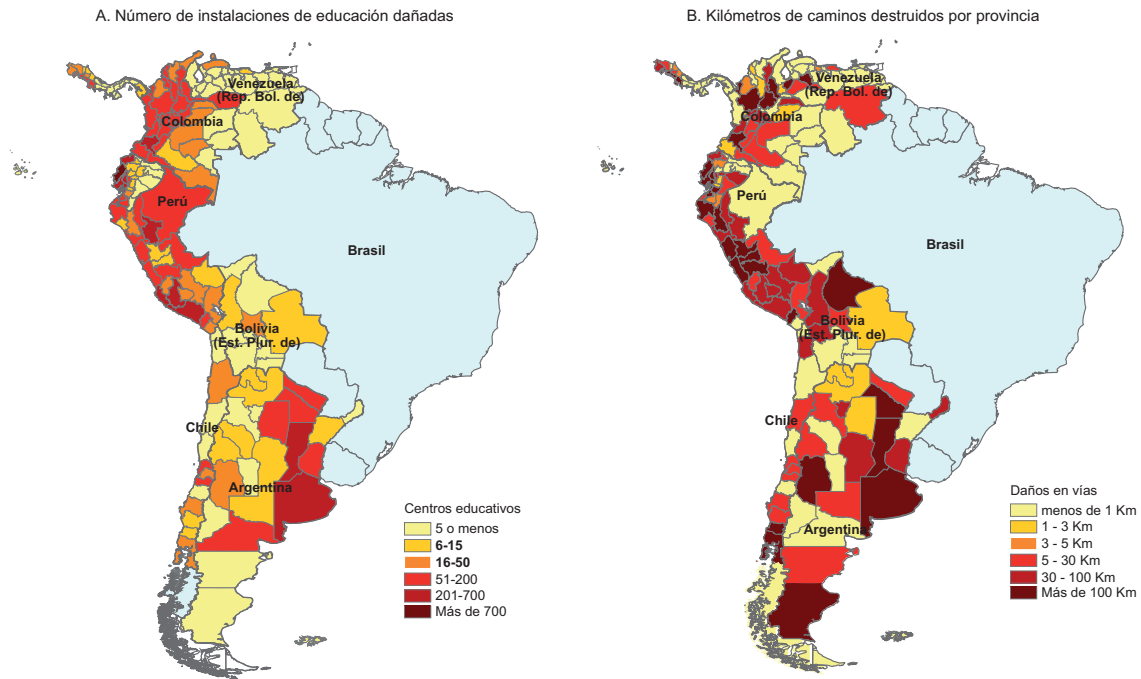 A. Número de instalaciones de educación dañadas
Venezuela
(Rep. Bol. de)
Colombia
Perú
Brasil
Bolivia
(Est. Plur. de)
Chile
Argentina
Centros educativos
5 o menos
6-15
16-50
51-200
201-700
Más de 700
B. Kilómetros de caminos destruidos por provincia
Venezuela
(Rep. Bol. de)
Colombia
Perú
Brasil
Bolivia
(Est. Plur. de)
Chile
Argentina
Daños en vías
menos de 1 Km
1 - 3 Km
3 - 5 Km
5 - 30 Km
30 - 100 Km
Más de 100 Km